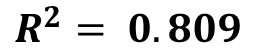 R² = 0.809